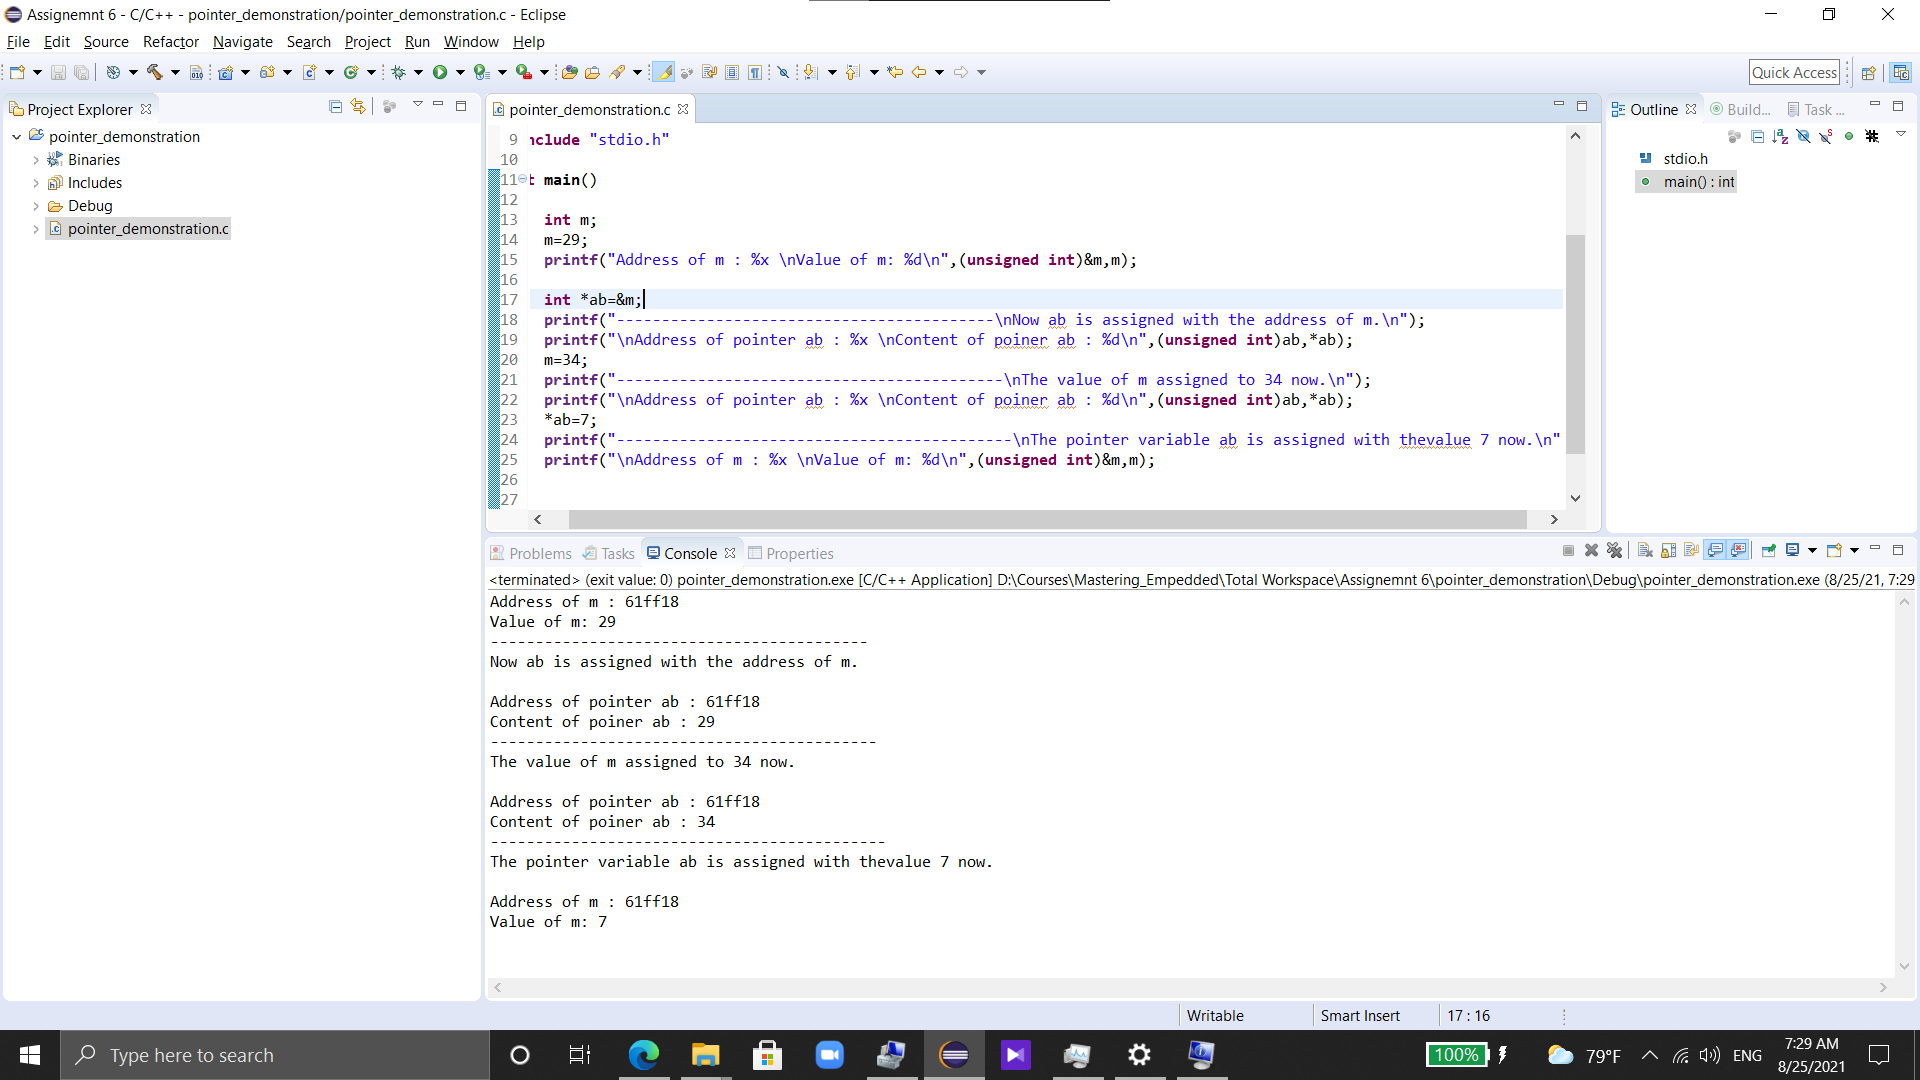 Assignemnt 6 - C/C++ - pointer_demonstration/pointer_demonstration.c - Eclipse
File Edit Source Refactor Navigate Search Project Run Window Help
Quick Access
Project Explorer
pointer_demonstration
Binaries
Includes
Debug
pointer_demonstration.c
pointer_demonstration.c
9 nclude "stdio.h"
10
11 t main()
12
13 int m;
14 m=29;
15 printf("Address of m : %x \nValue of m: %d\n",(unsigned int)&m,m);
16
17 int *ab=&m;
18 printf("------------------------------------------\nNow ab is assigned with the address of m.\n");
19 printf("\nAddress of pointer ab : %x \nContent of poiner ab : %d\n",(unsigned int)ab,*ab);
20 m=34;
21 printf("-------------------------------------------\nThe value of m assigned to 34 now.\n");
22 printf("\nAddress of pointer ab : %x \nContent of poiner ab : %d\n",(unsigned int)ab,*ab);
23 *ab=7;
24 printf("--------------------------------------------\nThe pointer variable ab is assigned with thevalue 7 now.\n"
25 printf("\nAddress of m : %x \nValue of m: %d\n",(unsigned int)&m,m);
26
27
Outline Build... Task ...
stdio.h
main() : int
Problems Tasks Console Properties
<terminated> (exit value: 0) pointer_demonstration.exe [C/C++ Application] D:\Courses\Mastering_Empedded\Total Workspace\Assignemnt 6\pointer_demonstration\Debug\pointer_demonstration.exe (8/25/21, 7:29
Address of m : 61ff18
Value of m: 29
------------------------------------------
Now ab is assigned with the address of m.
Address of pointer ab : 61ff18
Content of poiner ab : 29
-------------------------------------------
The value of m assigned to 34 now.
Address of pointer ab : 61ff18
Content of poiner ab : 34
--------------------------------------------
The pointer variable ab is assigned with thevalue 7 now.
Address of m : 61ff18
Value of m: 7
Writable Smart Insert 17 : 16
Type here to search
100% 79°F ENG
7:29 AM
8/25/2021